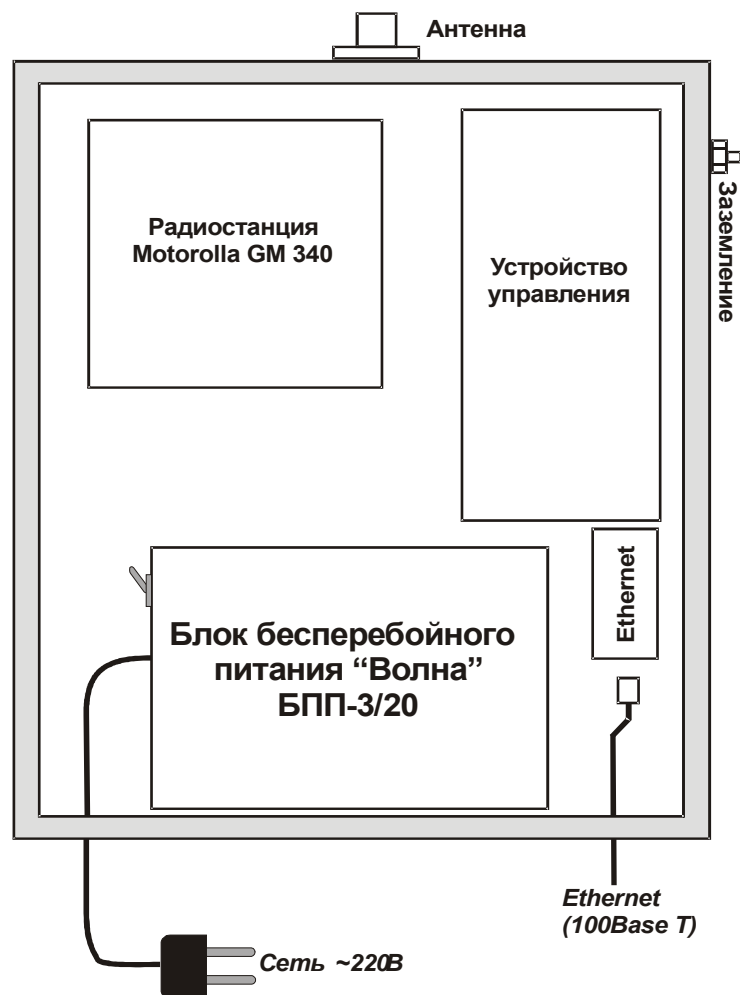 Антенна
Заземление
Радиостанция
Motorolla GM 340
Устройство
управления
Ethernet
Блок бесперебойного
питания “Волна”
БПП-3/20
Ethernet
(100Base T)
Сеть ~220В